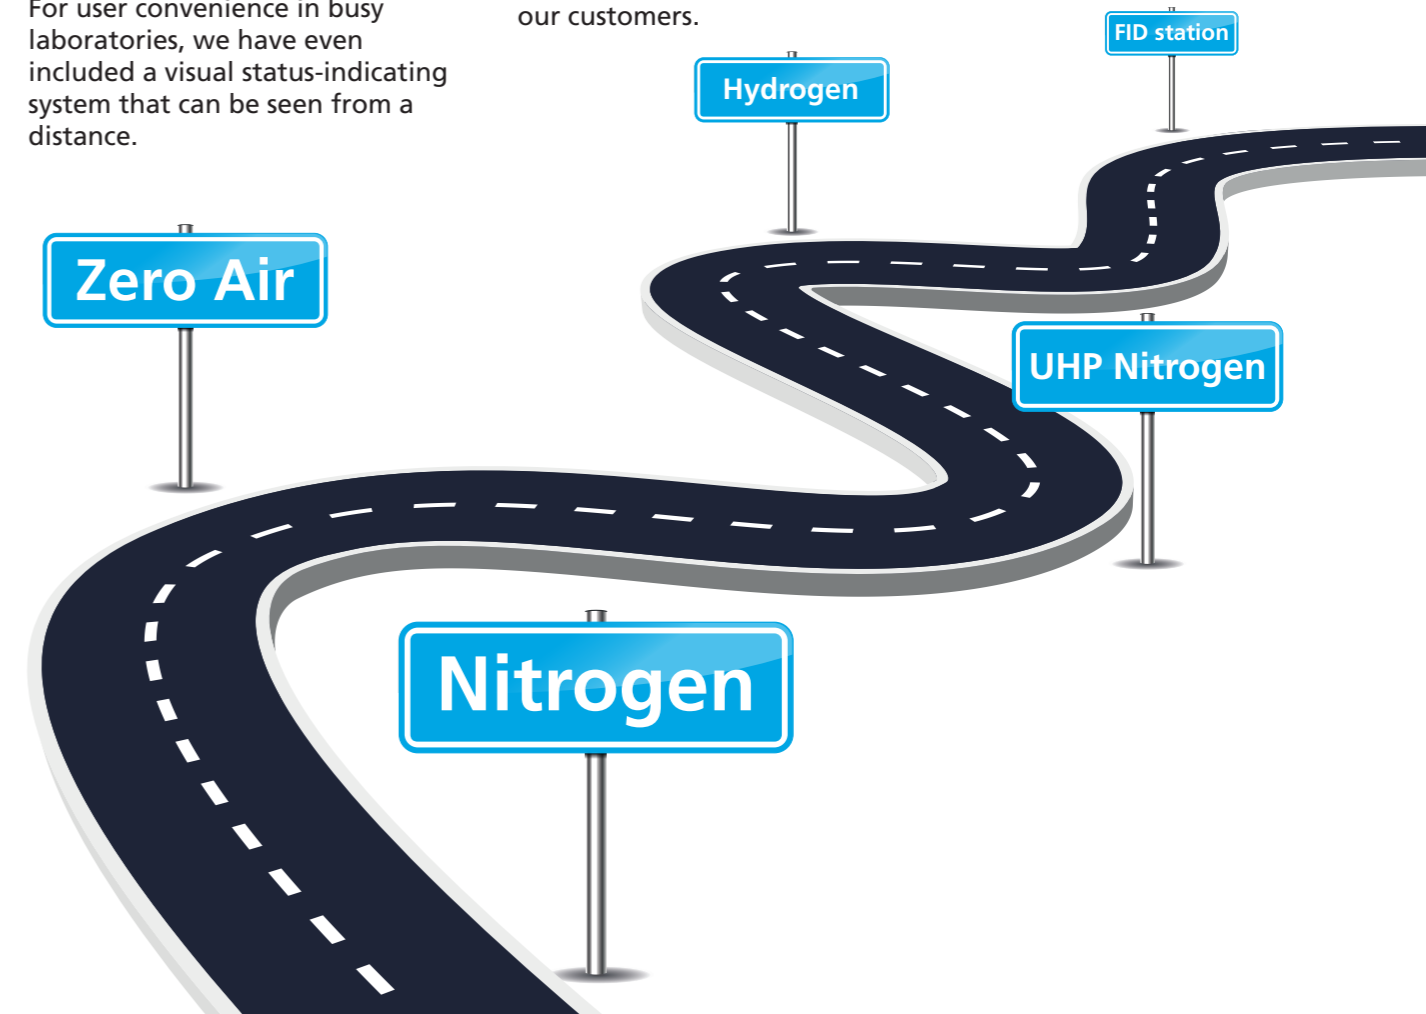 For user convenience in busy
laboratories, we have even
included a visual status-indicating
system that can be seen from a
distance.
our customers.
FID station
Hydrogen
Zero Air
UHP Nitrogen
Nitrogen